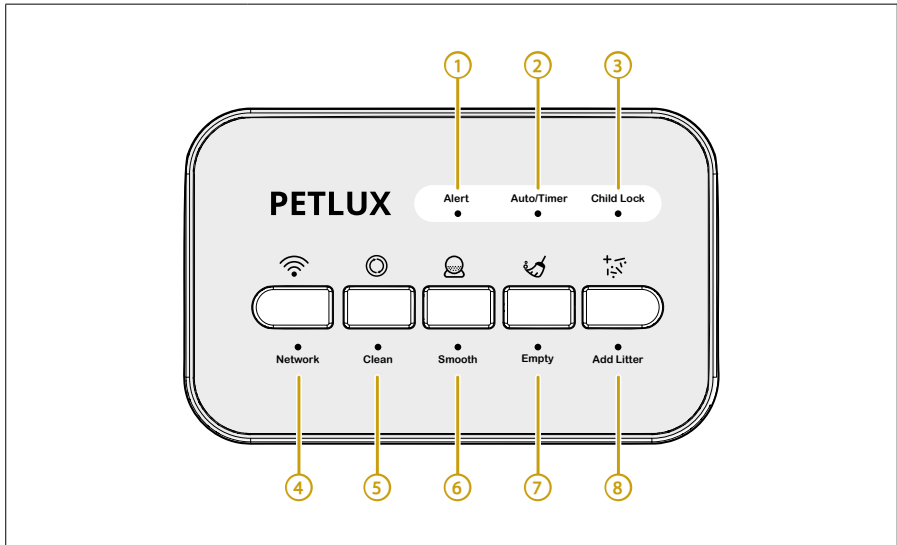 1 2 3
PETLUX Alert Auto/Timer Child Lock
Network Clean Smooth Empty Add Litter
4 5 6 7 8